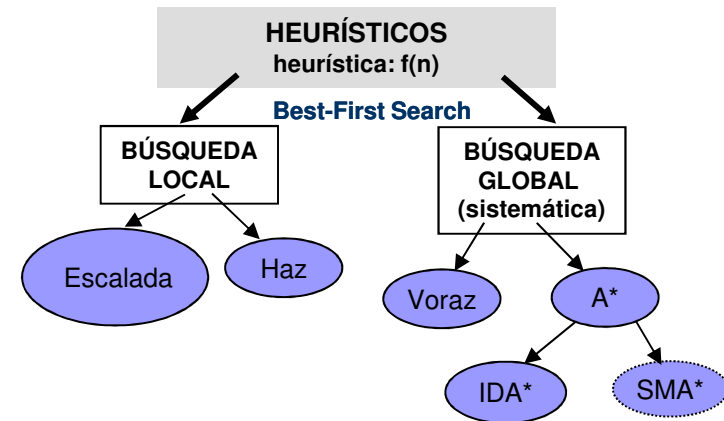 HEURÍSTICOS
heurística: f(n)
Best-First Search
BÚSQUEDA
LOCAL
BÚSQUEDA
GLOBAL
(sistemática)
Escalada
Haz
Voraz
A*
IDA*
SMA*